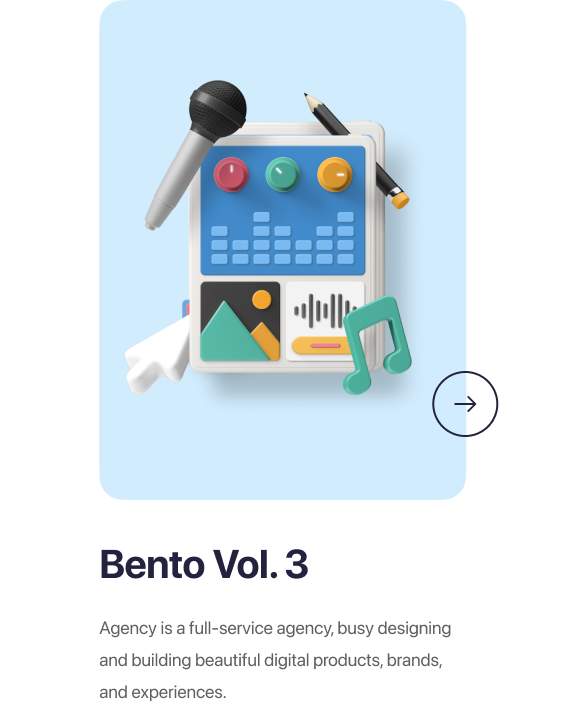 Bento Vol. 3
Agency is a full-service agency, busy designing
and building beautiful digital products, brands,
and experiences.